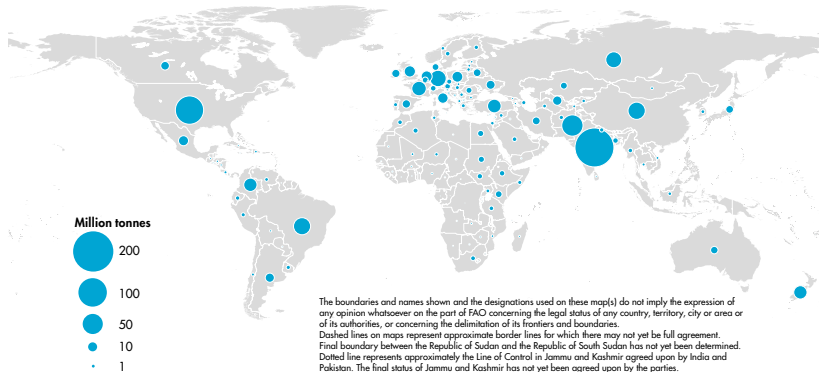 Million tonnes
200
100
50
10
1
The boundaries and names shown and the designations used on these map(s) do not imply the expression of
any opinion whatsoever on the part of FAO concerning the legal status of any country, territory, city or area or
of its authorities, or concerning the delimitation of its frontiers and boundaries.
Dashed lines on maps represent approximate border lines for which there may not yet be full agreement.
Final boundary between the Republic of Sudan and the Republic of South Sudan has not yet been determined.
Dotted line represents approximately the Line of Control in Jammu and Kashmir agreed upon by India and
Pakistan. The final status of Jammu and Kashmir has not yet been agreed upon by the parties.